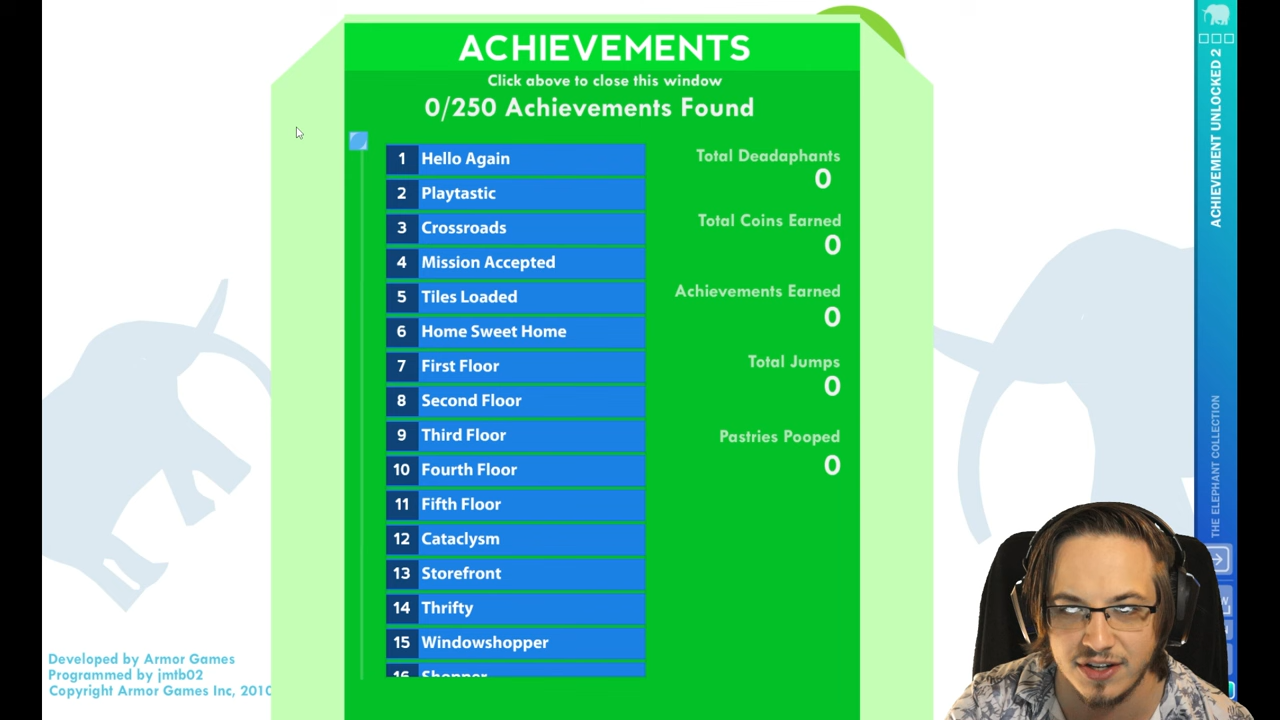 ACHIEVEMENTS
Click above to close this window
0/250 Achievements Found
1 Hello Again
2 Playtastic
3 Crossroads
4 Mission Accepted
5 Tiles Loaded
6 Home Sweet Home
7 First Floor
8 Second Floor
9 Third Floor
10 Fourth Floor
11 Fifth Floor
12 Cataclysm
13 Storefront
14 Thrifty
15 Windowshopper
16 Shopper
Total Deadaphants
0
Total Coins Earned
0
Achievements Earned
0
Total Jumps
0
Pastries Pooped
0
Developed by Armor Games
Programmed by jmtb02
Copyright Armor Games Inc, 2010
ACHIEVEMENT UNLOCKED 2
THE ELEPHANT COLLECTION